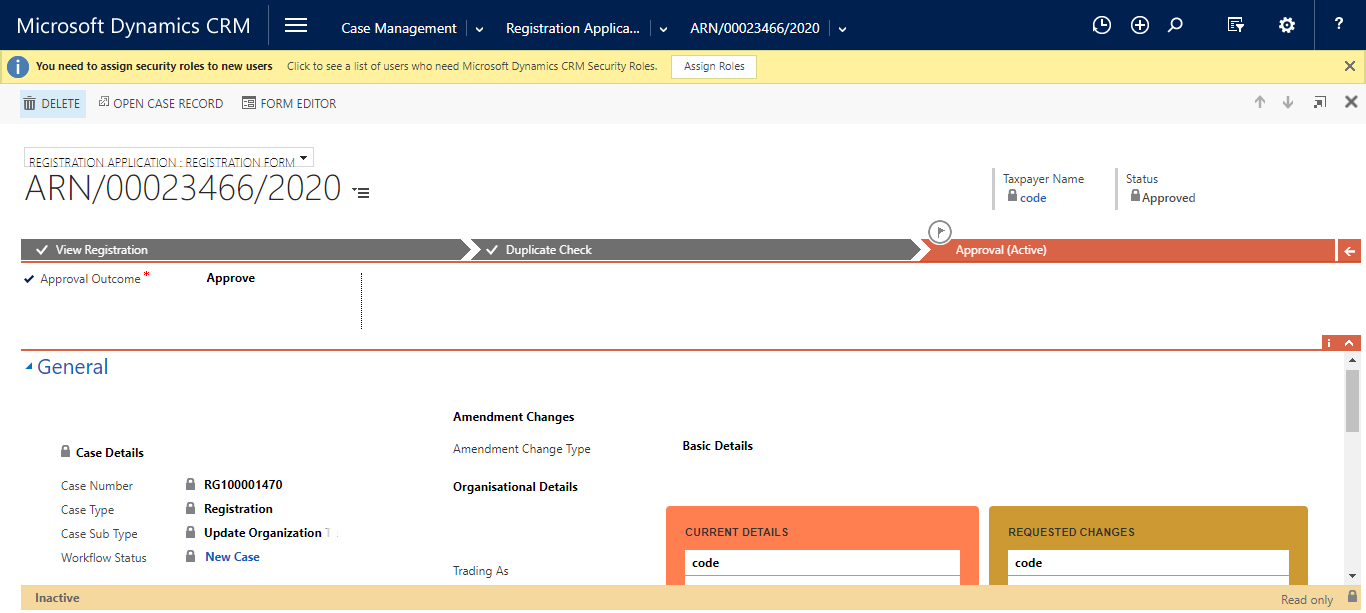 Microsoft Dynamics CRM
Case Management
Registration Applica...
ARN/00023466/2020
?
i You need to assign security roles to new users Click to see a list of users who need Microsoft Dynamics CRM Security Roles. Assign Roles
DELETE OPEN CASE RECORD FORM EDITOR
REGISTRATION APPLICATION : REGISTRATION FORM
ARN/00023466/2020
Taxpayer Name
code
Status
Approved
View Registration Duplicate Check Approval (Active)
Approval Outcome* Approve
i
General
Amendment Changes
Amendment Change Type Basic Details
Organisational Details
Case Details
Case Number RG100001470
Case Type Registration
Case Sub Type Update Organization T
Workflow Status New Case
CURRENT DETAILS REQUESTED CHANGES
Trading As code code
Inactive Read only